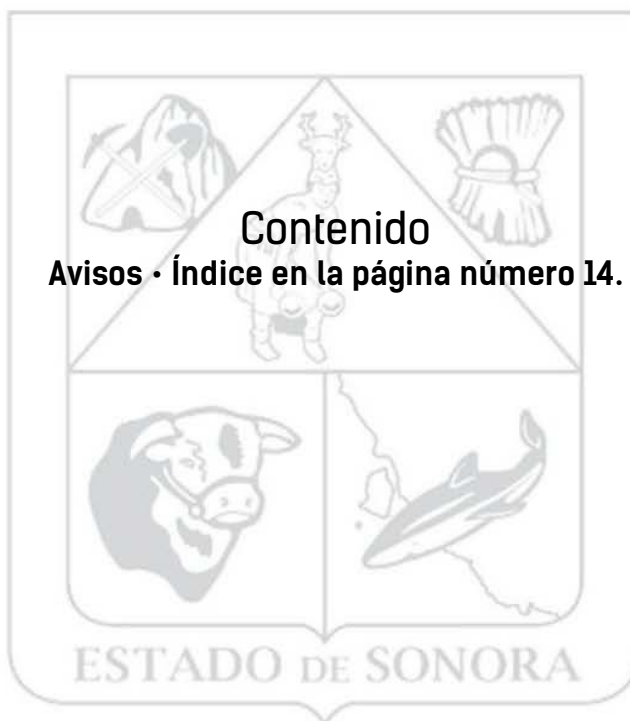 Contenido
Avisos · Índice en la página número 14.
ESTADO DE SONORA